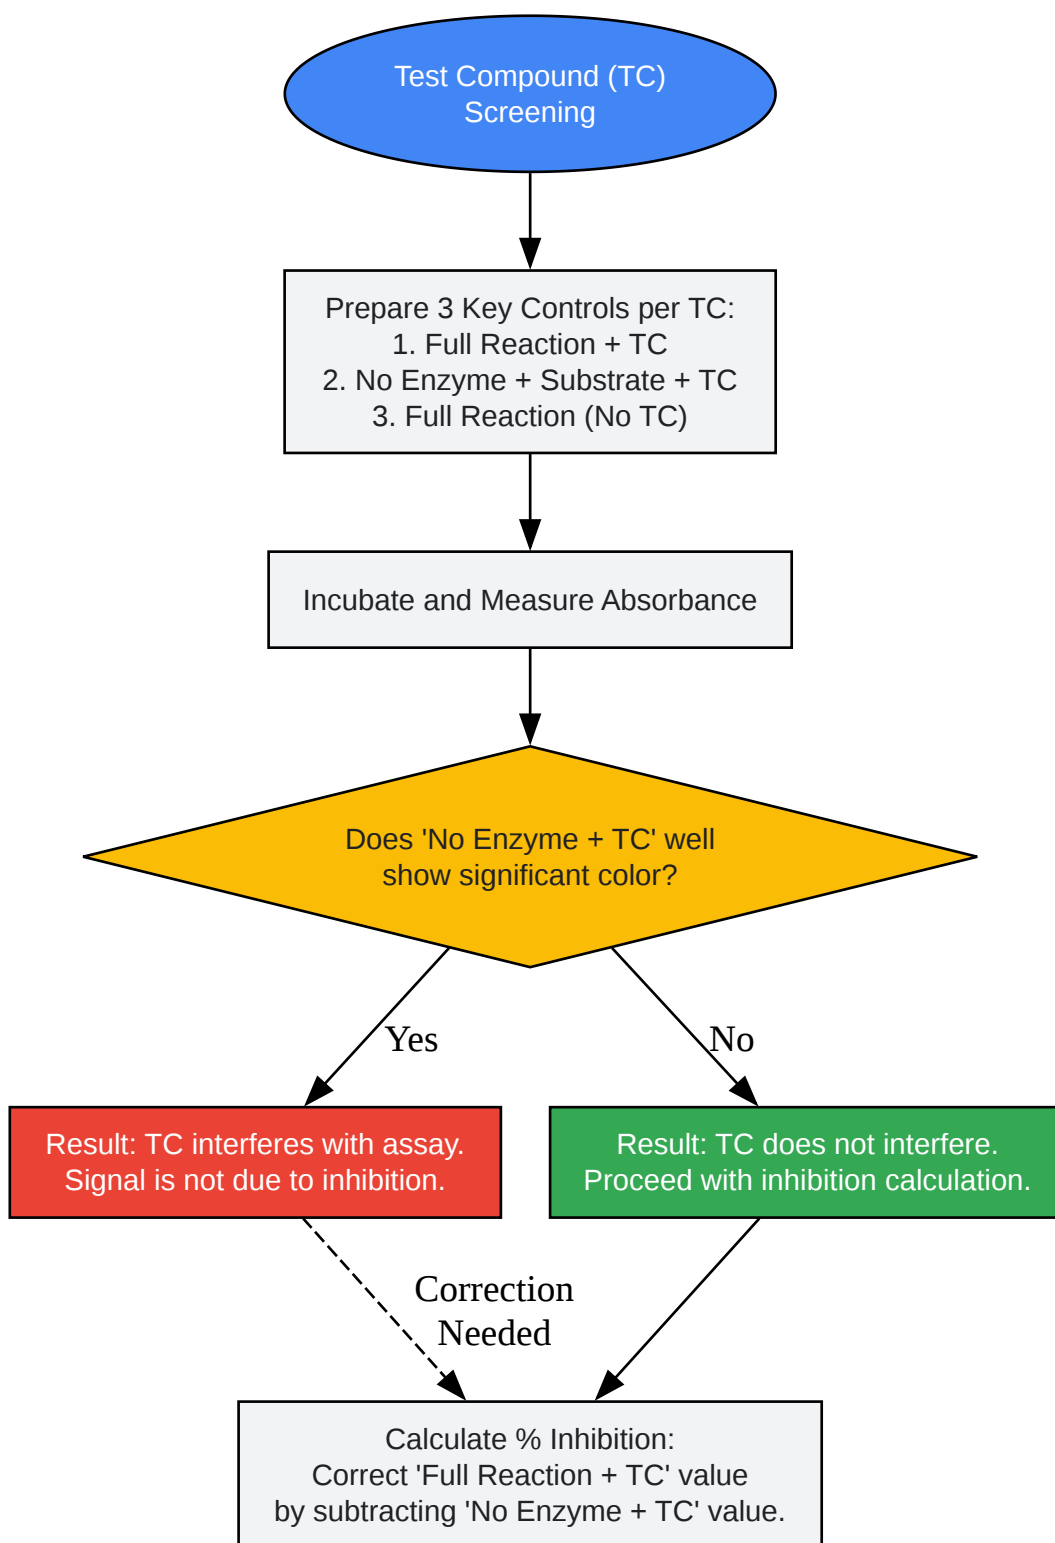 Test Compound (TC)
Screening
Prepare 3 Key Controls per TC:
1. Full Reaction + TC
2. No Enzyme + Substrate + TC
3. Full Reaction (No TC)
Incubate and Measure Absorbance
Does 'No Enzyme + TC' well
show significant color?
Yes
No
Result: TC interferes with assay.
Signal is not due to inhibition.
Result: TC does not interfere.
Proceed with inhibition calculation.
Correction
Needed
Calculate % Inhibition:
Correct 'Full Reaction + TC' value
by subtracting 'No Enzyme + TC' value.